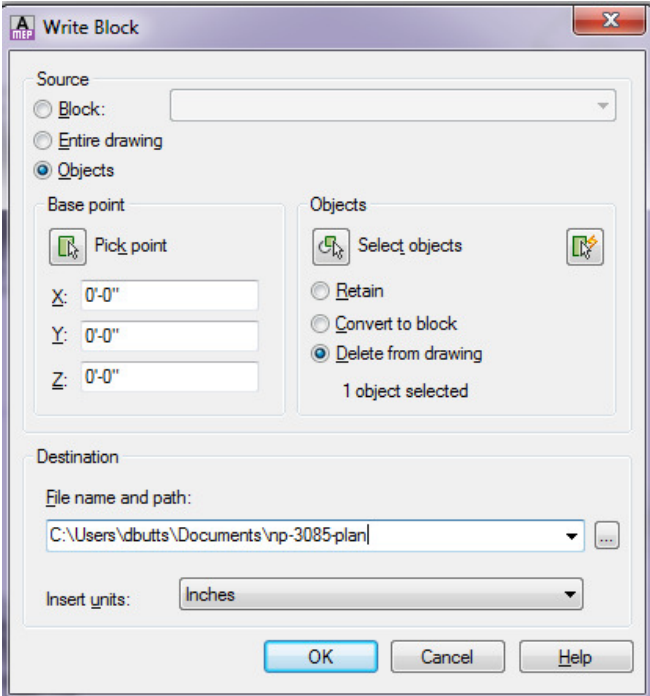 A
MEP
Write Block
X
Source
Block:
Entire drawing
Objects
Base point
Pick point
X: 0'-0"
Y: 0'-0"
Z: 0'-0"
Objects
Select objects
Retain
Convert to block
Delete from drawing
1 object selected
Destination
File name and path:
C:\Users\dbutts\Documents\np-3085-plan
...
Insert units: Inches
OK Cancel Help